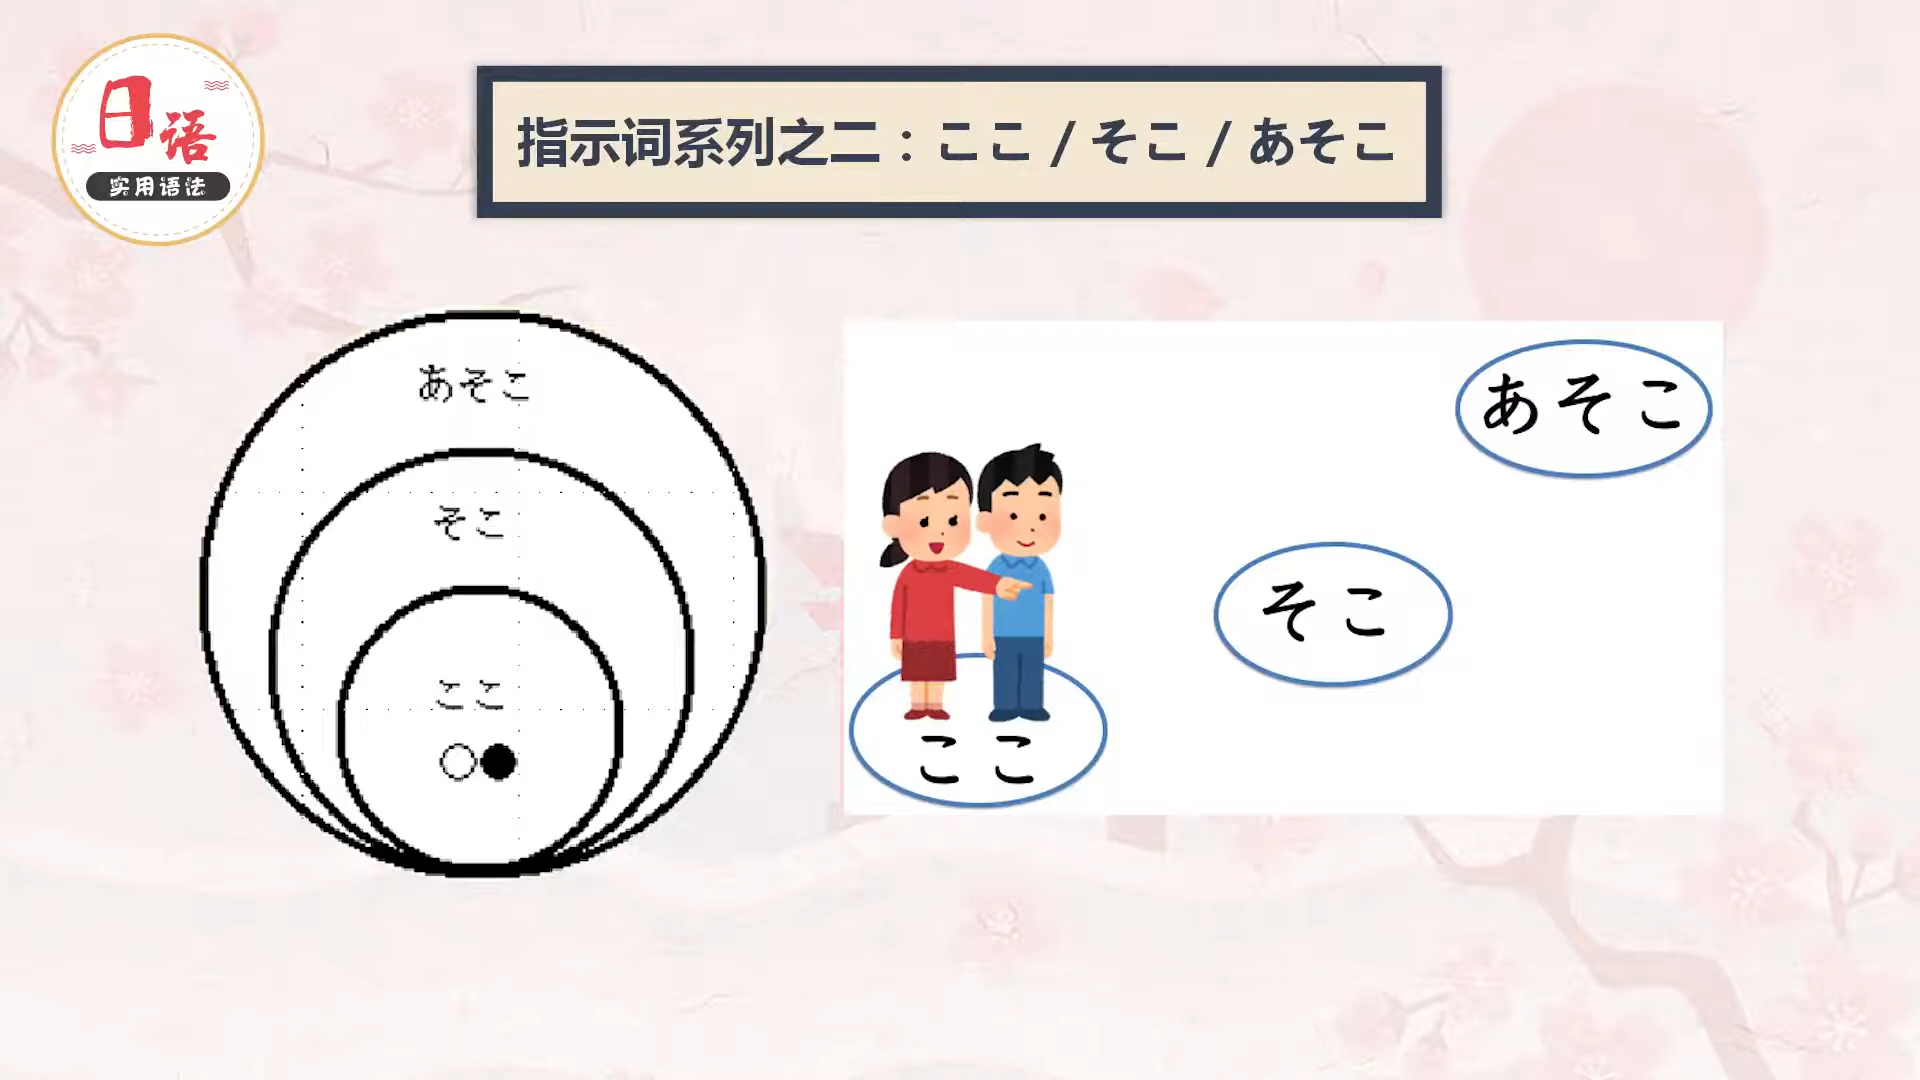 日语
实用语法
指示词系列之二：ここ / そこ / あそこ
あそこ
そこ
ここ
あそこ
そこ
ここ